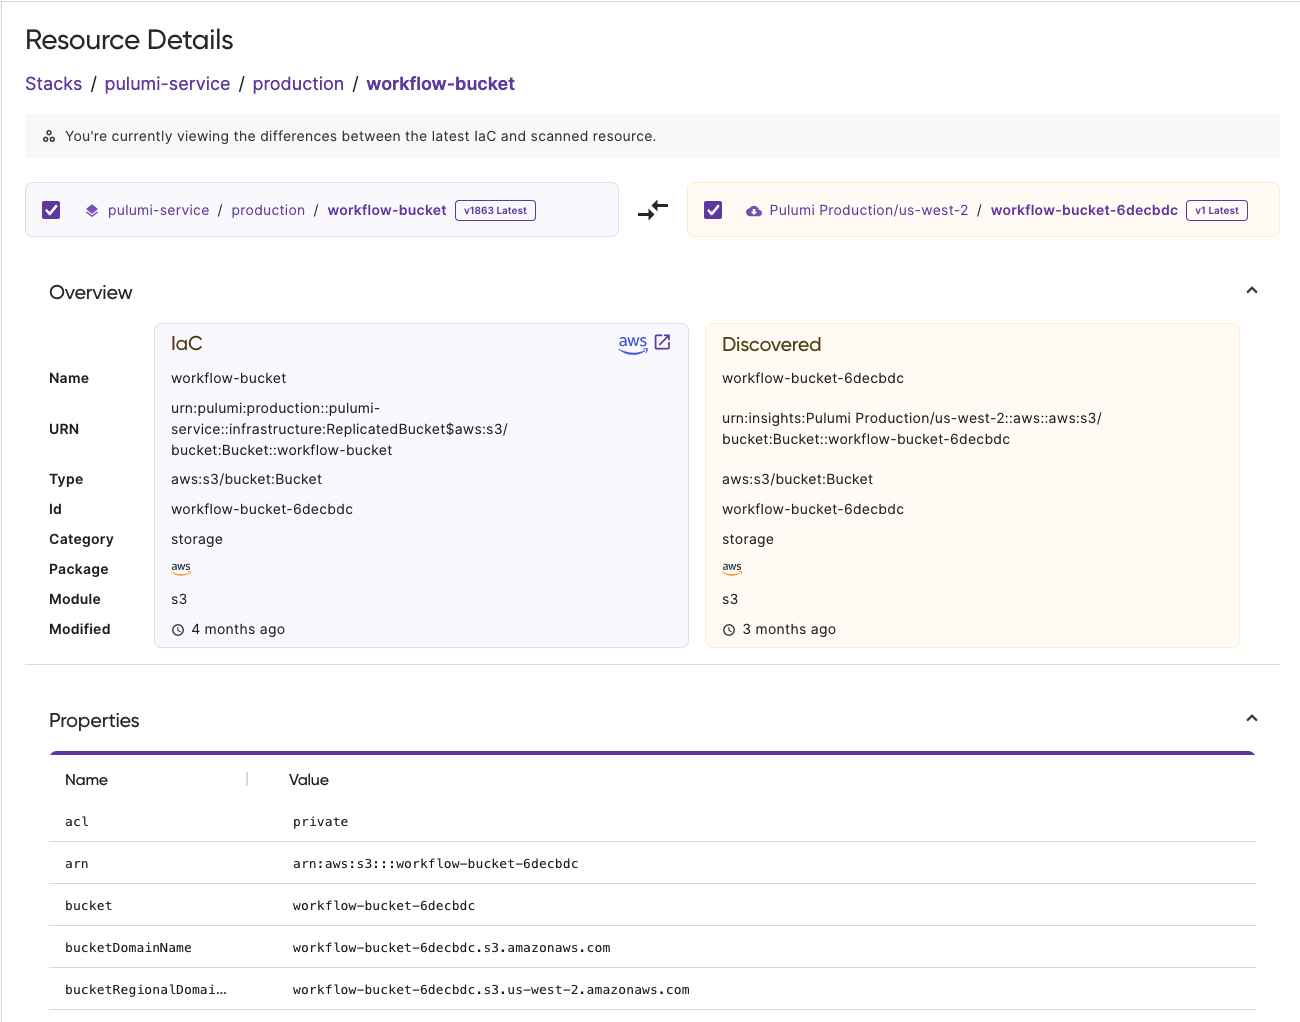 Resource Details
Stacks / pulumi-service / production / workflow-bucket
You're currently viewing the differences between the latest IaC and scanned resource.
pulumi-service / production / workflow-bucket v1863 Latest
Pulumi Production/us-west-2 / workflow-bucket-6decbdc v1 Latest
Overview
IaC aws Discovered
Name workflow-bucket workflow-bucket-6decbdc
URN
urn:pulumi:production::pulumi-
service::infrastructure:ReplicatedBucket$aws:s3/
bucket:Bucket::workflow-bucket
urn:insights:Pulumi Production/us-west-2::aws::aws:s3/
bucket:Bucket::workflow-bucket-6decbdc
Type aws:s3/bucket:Bucket aws:s3/bucket:Bucket
Id workflow-bucket-6decbdc workflow-bucket-6decbdc
Category storage storage
Package aws aws
Module s3 s3
Modified 4 months ago 3 months ago
Properties
Name Value
acl private
arn arn:aws:s3:::workflow-bucket-6decbdc
bucket workflow-bucket-6decbdc
bucketDomainName workflow-bucket-6decbdc.s3.amazonaws.com
bucketRegionalDomai... workflow-bucket-6decbdc.s3.us-west-2.amazonaws.com